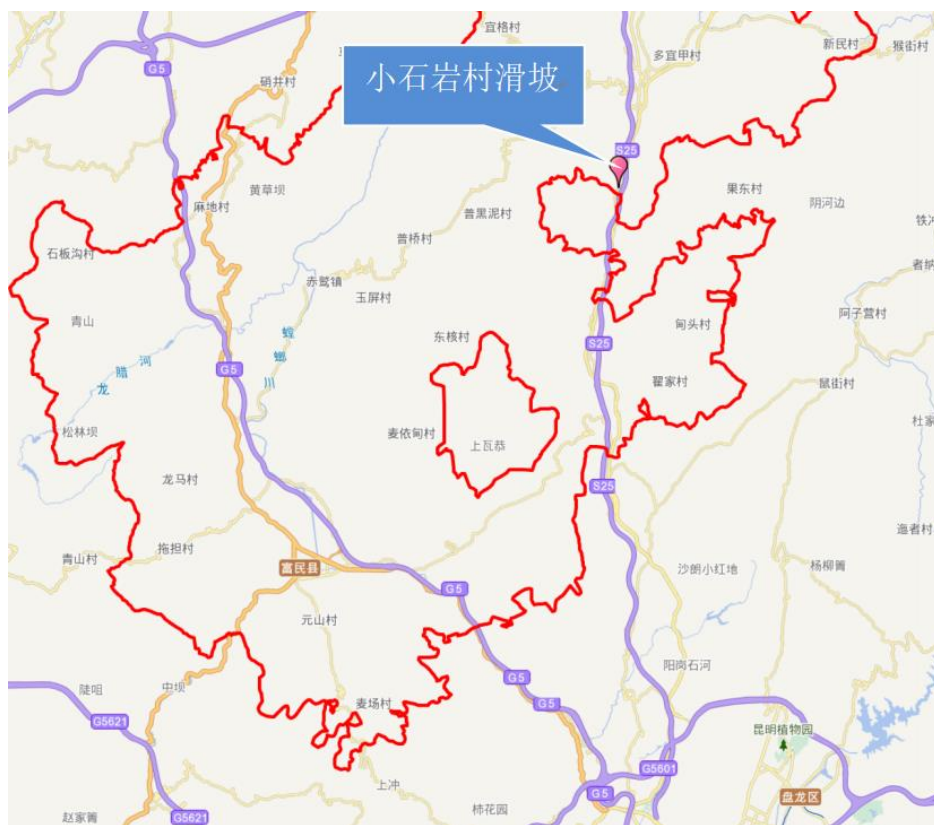 宜格村
新民村
猴街村
多宜甲村
G5
硝井村
小石岩村滑坡
S25
黄草坝
果东村
麻地村
普黑泥村
阴河边
铁冲
石板沟村
普桥村
者纳
赤鹫镇
玉屏村
阿子营村
青山
东核村
甸头村
螳螂川
龙腊河
S25
G5
翟家村
鼠街村
杜家
松林坝
麦依甸村
上瓦恭
龙马村
S25
迤者村
青山村
拖担村
富民县
沙朗小红地
杨柳箐
G5
元山村
阳岗石河
G5
陡咀
中坝
麦场村
G5
G5621
昆明植物园
上冲
G5601
G5
盘龙区
赵家箐
G5621
柿花园